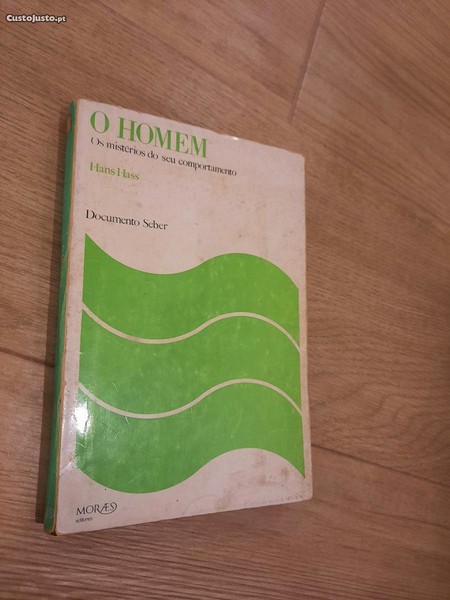 CustoJusto.pt
O HOMEM
Os mistérios do seu comportamento
Hans Hass
Documento Seber
MORÆS
editores